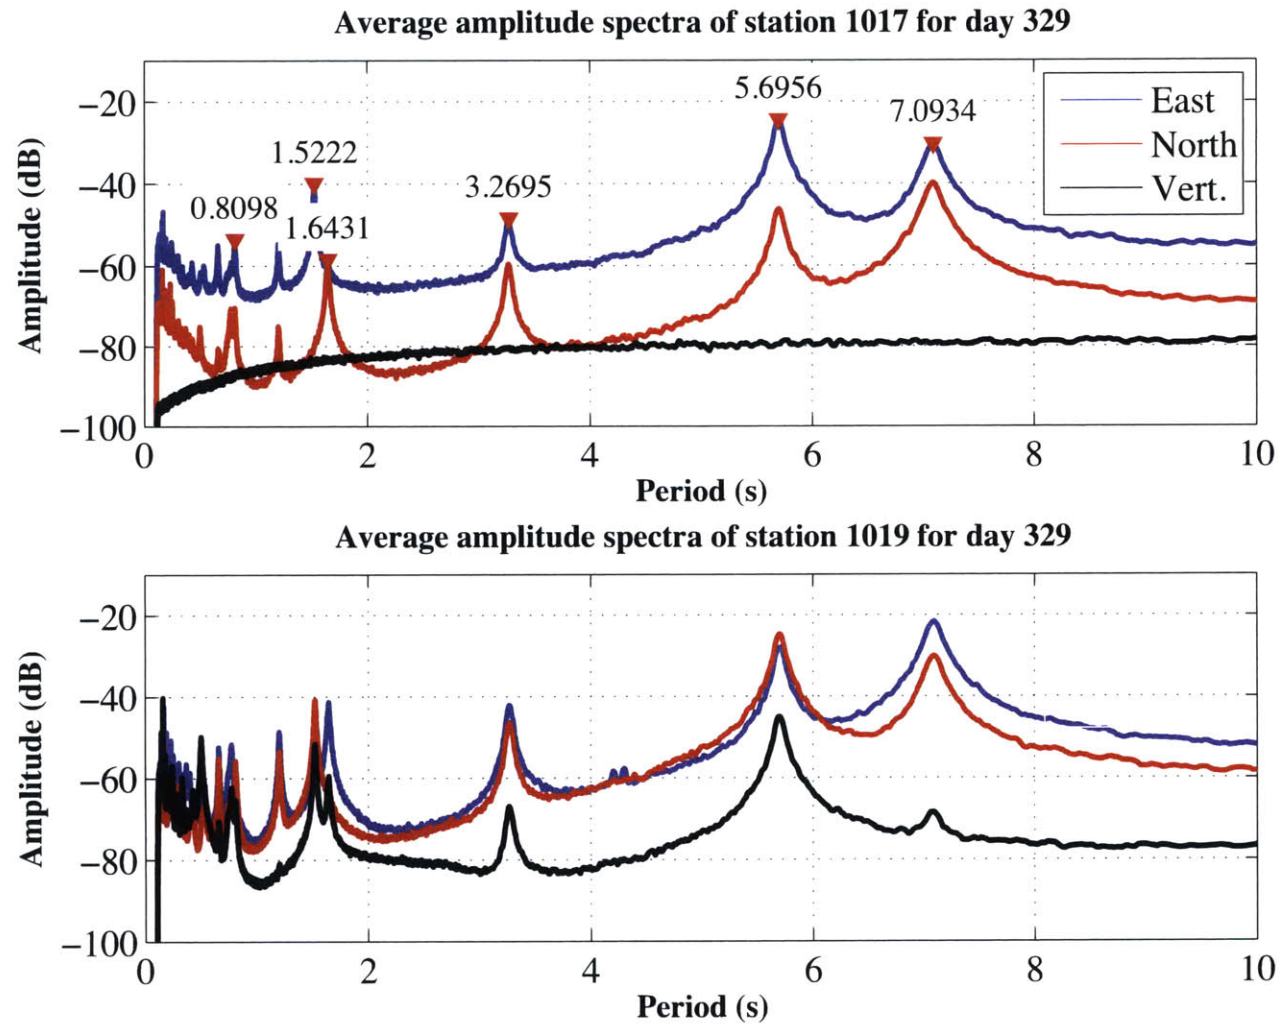 Average amplitude spectra of station 1017 for day 329
Amplitude (dB)
−20
−40
−60
−80
−100
0.8098
1.5222
1.6431
3.2695
5.6956
7.0934
East
North
Vert.
0 2 4 6 8 10
Period (s)
Average amplitude spectra of station 1019 for day 329
Amplitude (dB)
−20
−40
−60
−80
−100
0 2 4 6 8 10
Period (s)